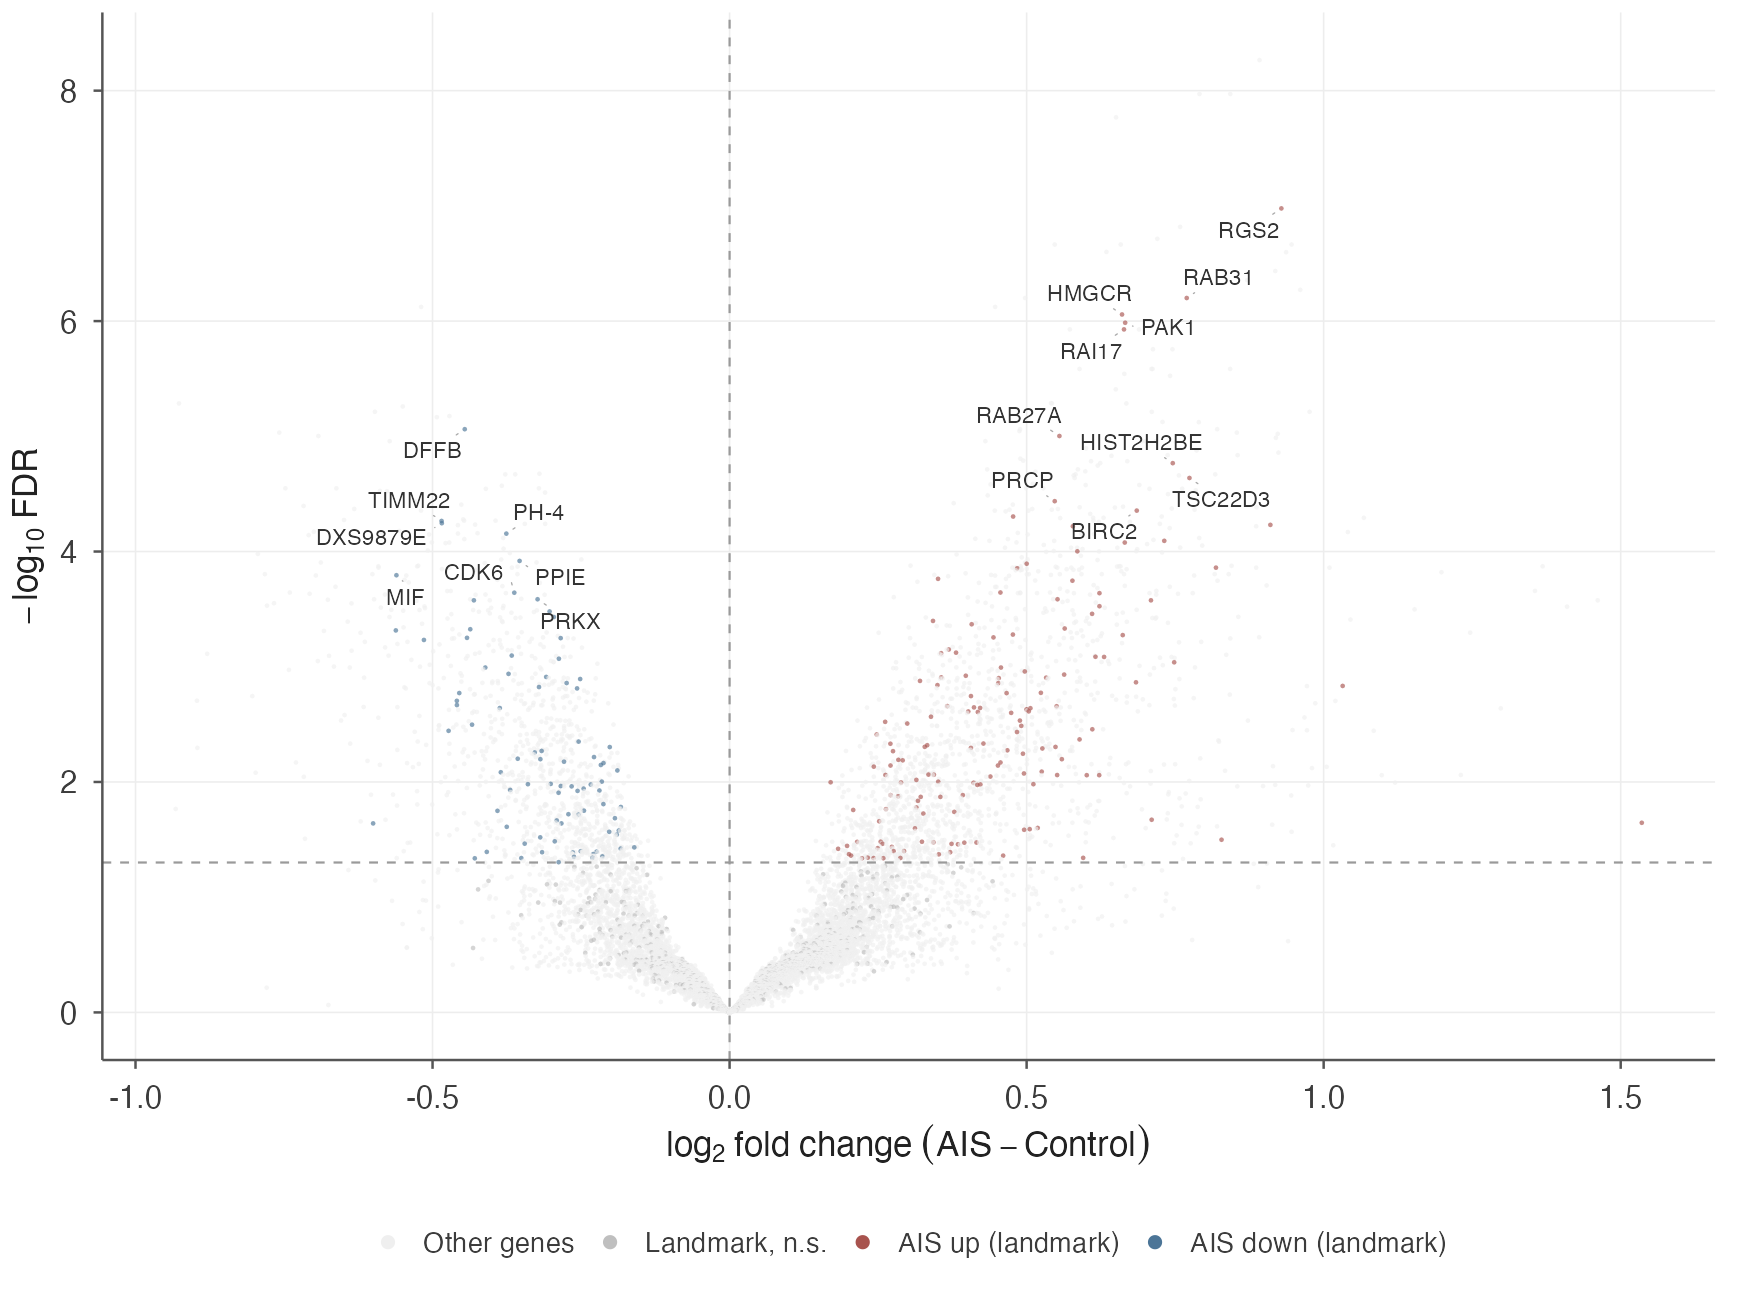 8
RGS2
RAB31
HMGCR
6
PAK1
RAI17
RAB27A
HIST2H2BE
DFFB
PRCP
TIMM22
TSC22D3
PH-4
DXS9879E
BIRC2
4
CDK6
PPIE
MIF
PRKX
2
0
−log10 FDR
-1.0 -0.5 0.0 0.5 1.0 1.5
log2 fold change (AIS − Control)
Other genes Landmark, n.s. AIS up (landmark) AIS down (landmark)